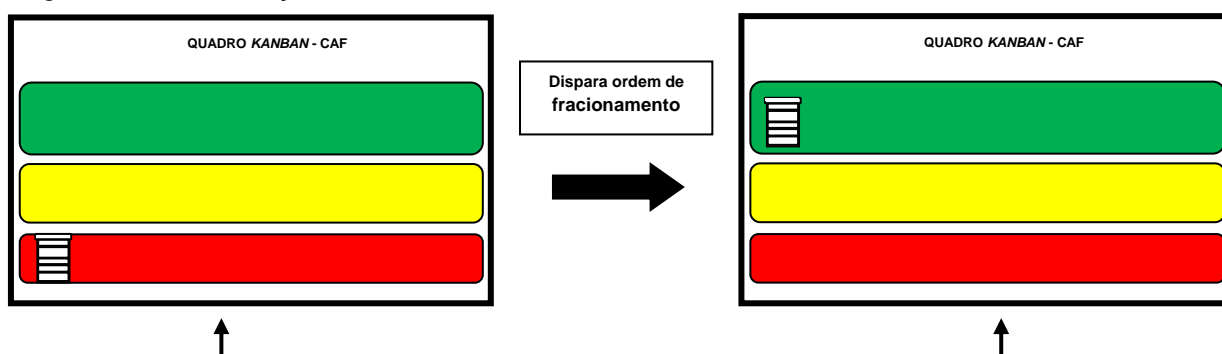 QUADRO KANBAN - CAF
Dispara ordem de
fracionamento
QUADRO KANBAN - CAF